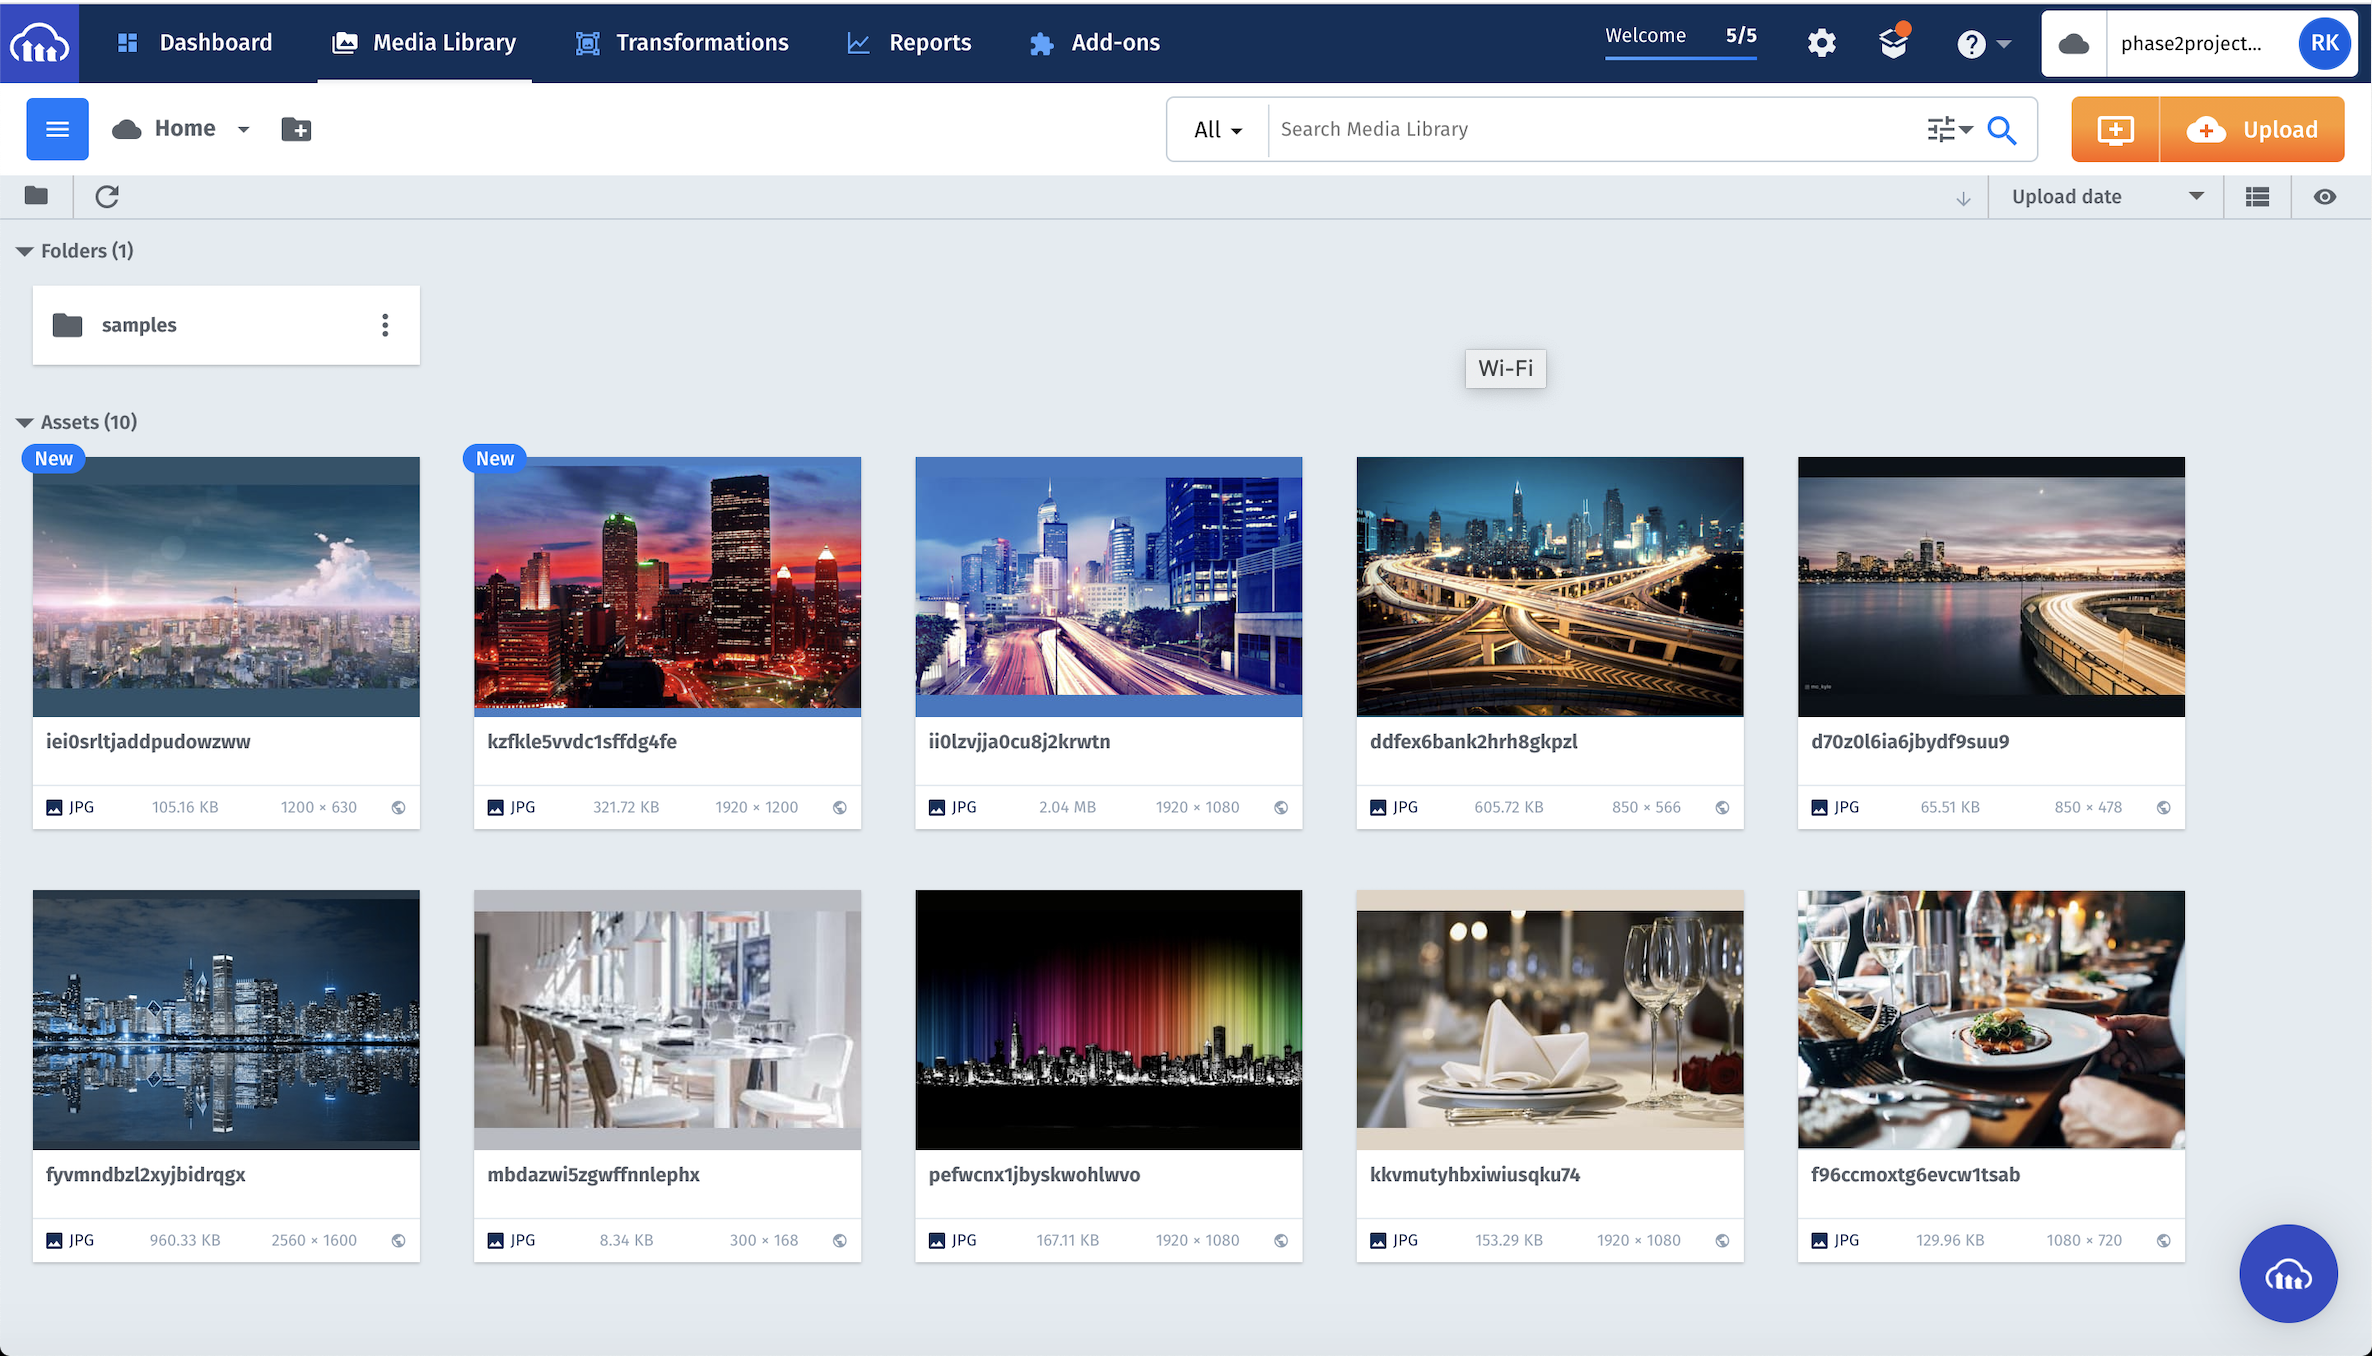 Dashboard Media Library Transformations Reports Add-ons Welcome 5/5 phase2project... RK
Home All Search Media Library Upload
Upload date
Folders (1)
samples
Wi-Fi
Assets (10)
New New
iei0srltjaddpudowzww kzfkle5vvdc1sffdg4fe ii0lzvjja0cu8j2krwtn ddfex6bank2hrh8gkpzl d70z0l6ia6jbydf9suu9
JPG 105.16 KB 1200 × 630 JPG 321.72 KB 1920 × 1200 JPG 2.04 MB 1920 × 1080 JPG 605.72 KB 850 × 566 JPG 65.51 KB 850 × 478
fyvmndbzl2xyjbidrqgx mbdazwi5zgwffnnlephx pefwcnx1jbyskwohlwvo kkvmutyhbxiwiusqku74 f96ccmoxtg6evcw1tsab
JPG 960.33 KB 2560 × 1600 JPG 8.34 KB 300 × 168 JPG 167.11 KB 1920 × 1080 JPG 153.29 KB 1920 × 1080 JPG 129.96 KB 1080 × 720